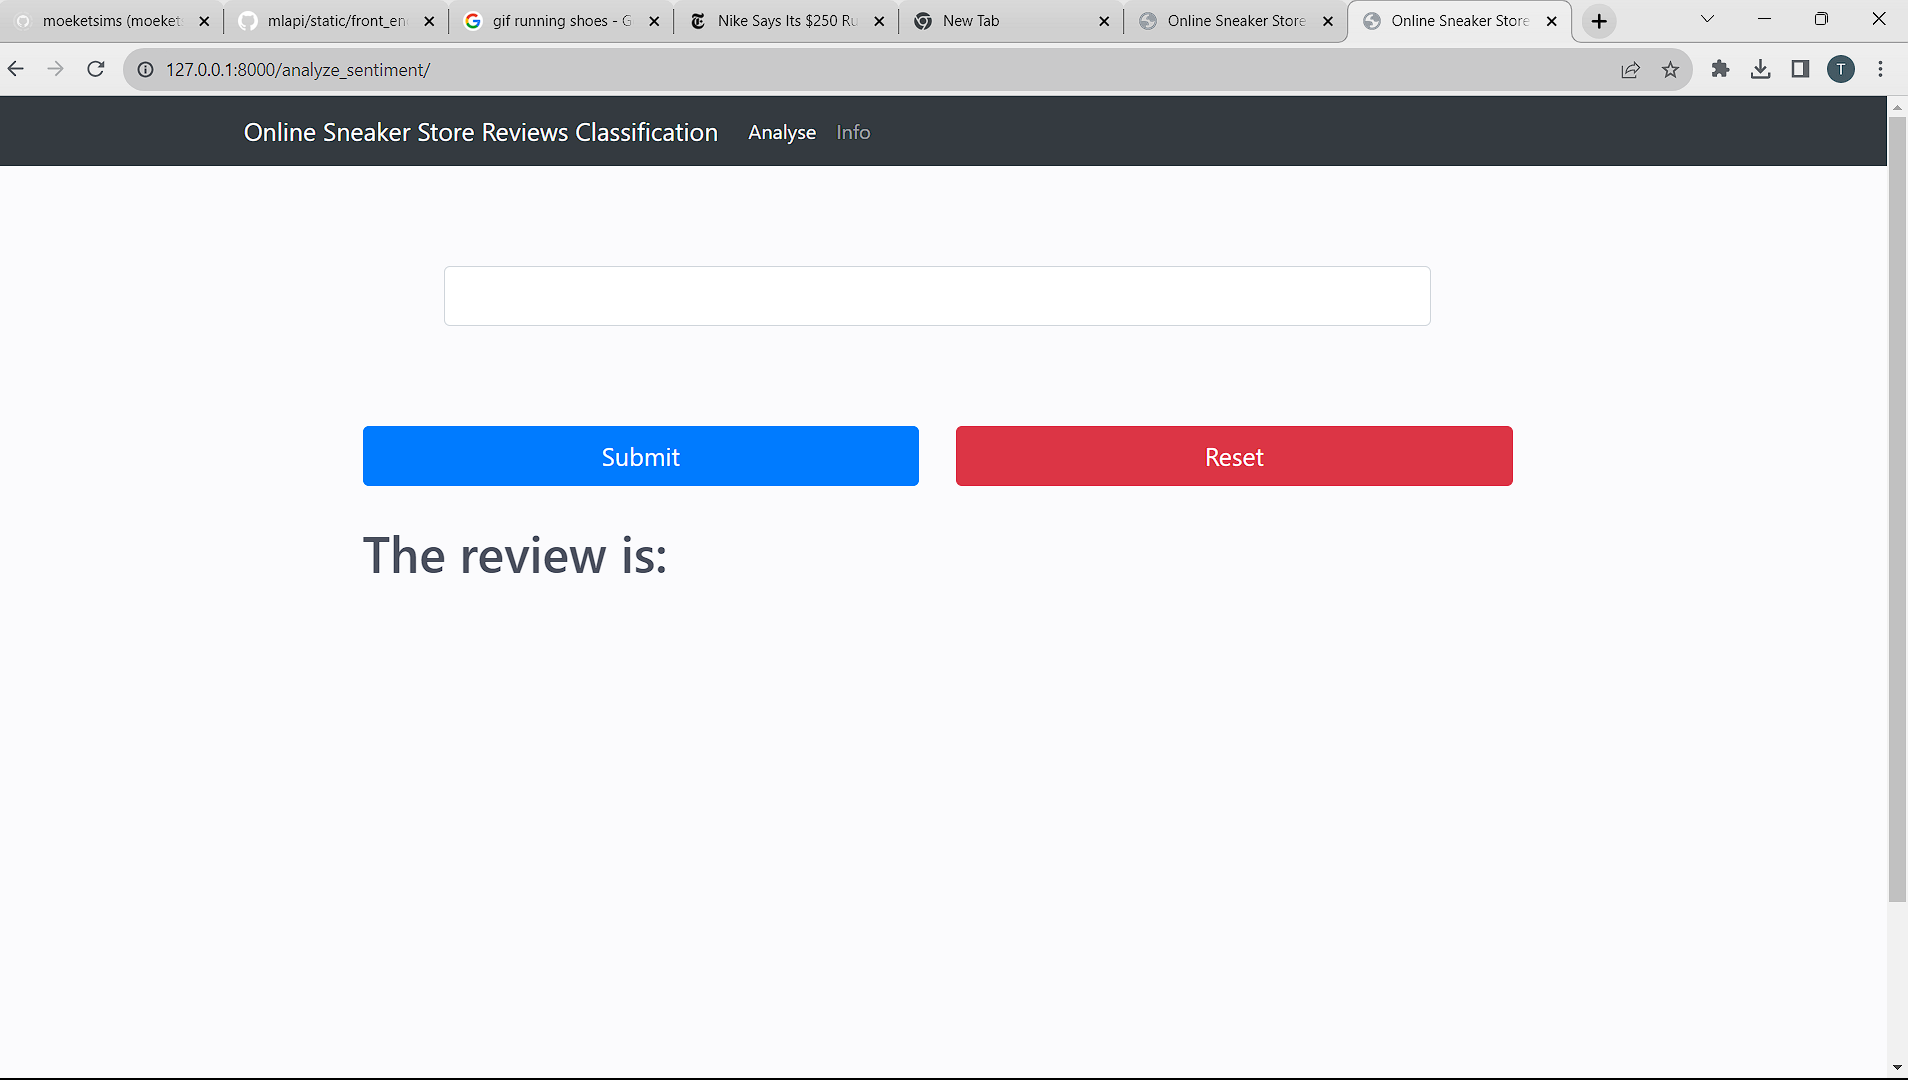 moeketsims (moekets
mlapi/static/front_en
gif running shoes - G
Nike Says Its $250 Ru
New Tab
Online Sneaker Store
Online Sneaker Store
127.0.0.1:8000/analyze_sentiment/
T
Online Sneaker Store Reviews Classification
Analyse
Info
Submit
Reset
The review is: